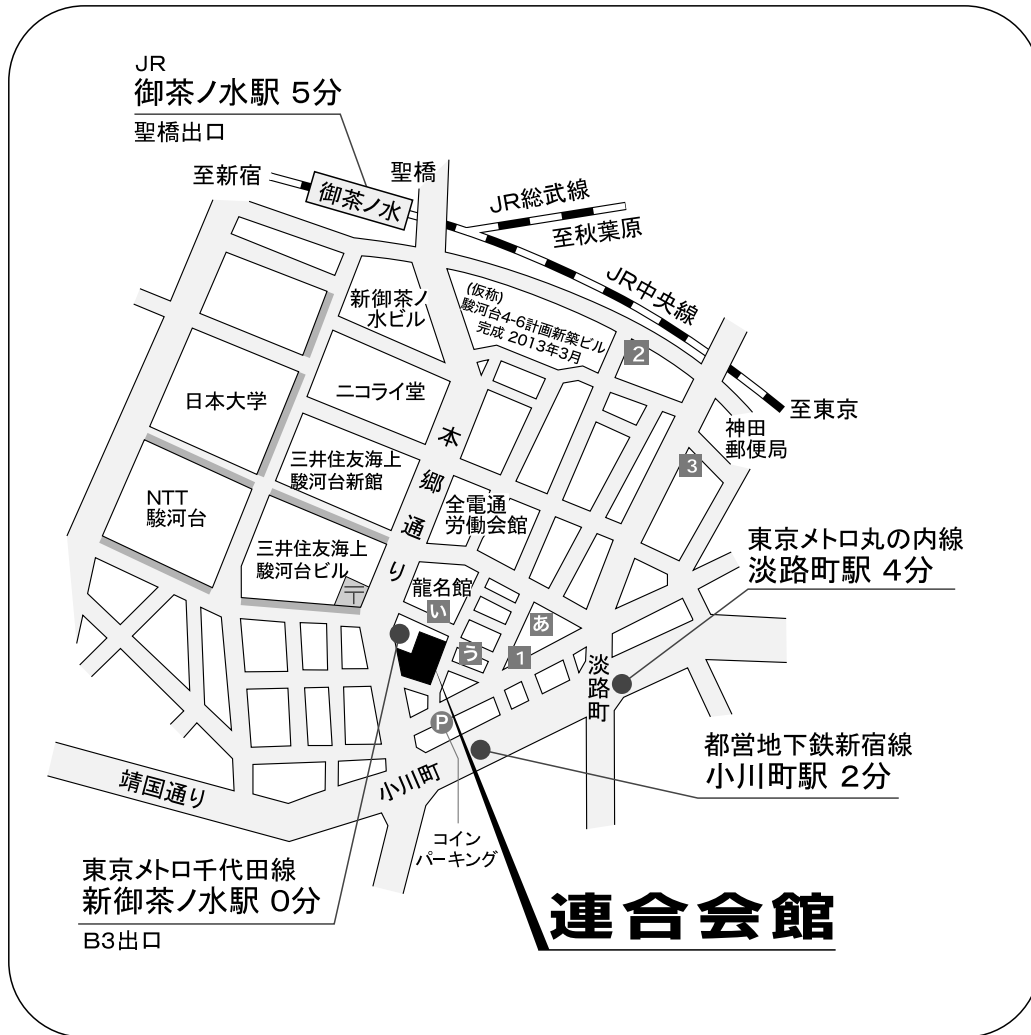 JR
御茶ノ水駅 5分
聖橋出口
至新宿
御茶ノ水
聖橋
JR総武線
至秋葉原
JR中央線
至東京
新御茶ノ
水ビル
(仮称)
駿河台4-6計画新築ビル
完成 2013年3月
2
日本大学
ニコライ堂
神田
郵便局
3
本郷通り
三井住友海上
駿河台新館
NTT
駿河台
全電通
労働会館
三井住友海上
駿河台ビル
〒
龍名館
い
あ
う
1
東京メトロ丸の内線
淡路町駅 4分
淡路町
P
都営地下鉄新宿線
小川町駅 2分
靖国通り
小川町
コイン
パーキング
東京メトロ千代田線
新御茶ノ水駅 0分
B3出口
連合会館